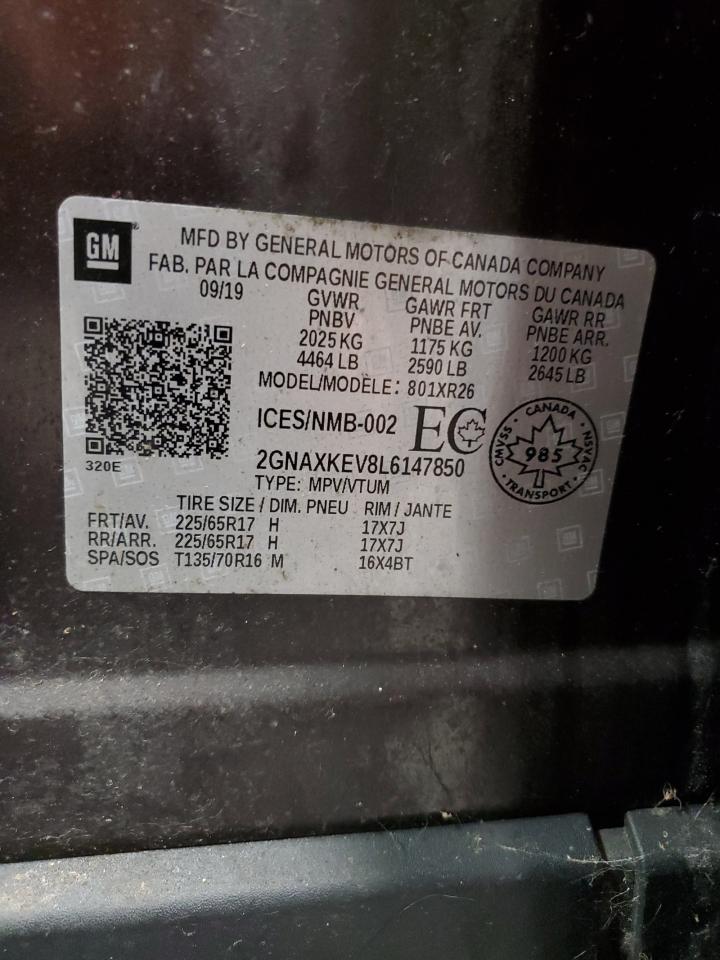 GM
MFD BY GENERAL MOTORS OF CANADA COMPANY
FAB. PAR LA COMPAGNIE GENERAL MOTORS DU CANADA
09/19 GVWR GAWR FRT GAWR RR
PNBV PNBE AV. PNBE ARR.
2025 KG 1175 KG 1200 KG
4464 LB 2590 LB 2645 LB
MODEL/MODÈLE: 801XR26
ICES/NMB-002 EC
CANADA
CMVSS 985 NSVAC
TRANSPORT
320E
2GNAXKEV8L6147850
TYPE: MPV/VTUM
TIRE SIZE / DIM. PNEU RIM / JANTE
FRT/AV. 225/65R17 H 17X7J
RR/ARR. 225/65R17 H 17X7J
SPA/SOS T135/70R16 M 16X4BT